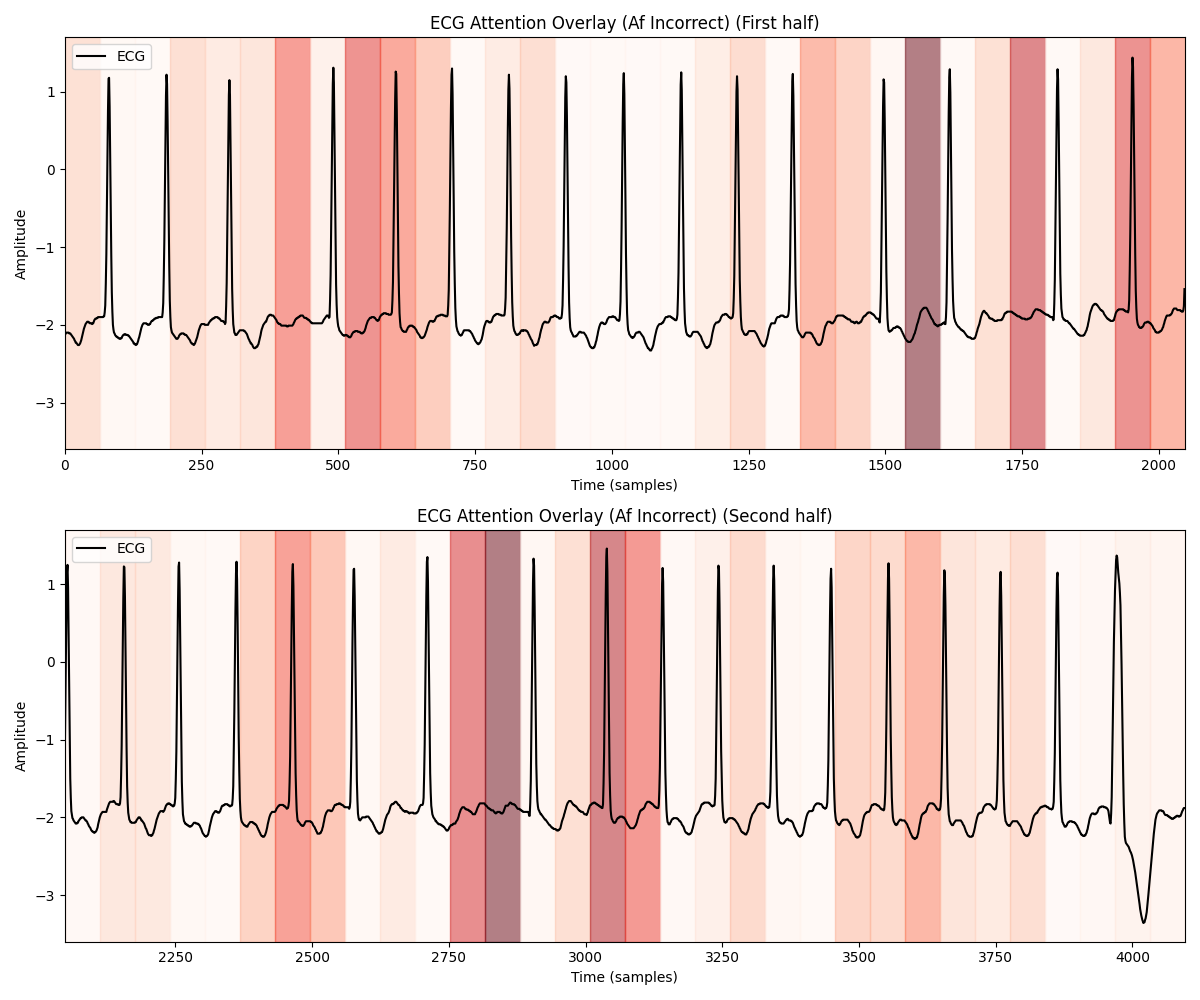 ECG Attention Overlay (Af Incorrect) (First half)
ECG
1
0
−1
−2
−3
Amplitude
0 250 500 750 1000 1250 1500 1750 2000
Time (samples)
ECG Attention Overlay (Af Incorrect) (Second half)
ECG
1
0
−1
−2
−3
Amplitude
2250 2500 2750 3000 3250 3500 3750 4000
Time (samples)